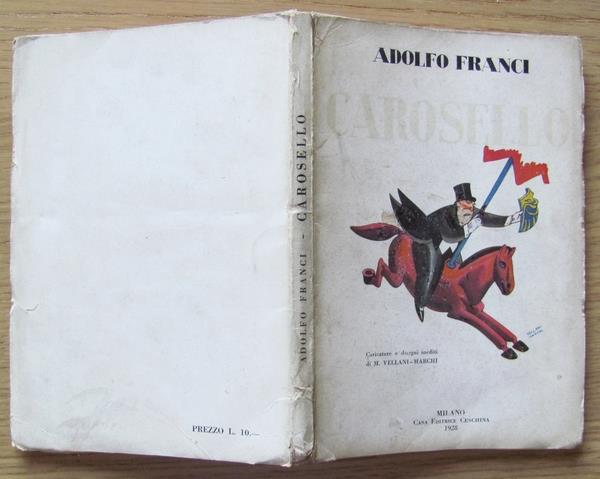 ADOLFO FRANCI
CAROSELLO
Caricature e disegni inediti
di M. VELLANI-MARCHI
MILANO
CASA EDITRICE CESCHINA
1928
ADOLFO FRANCI - CAROSELLO
PREZZO L. 10.—